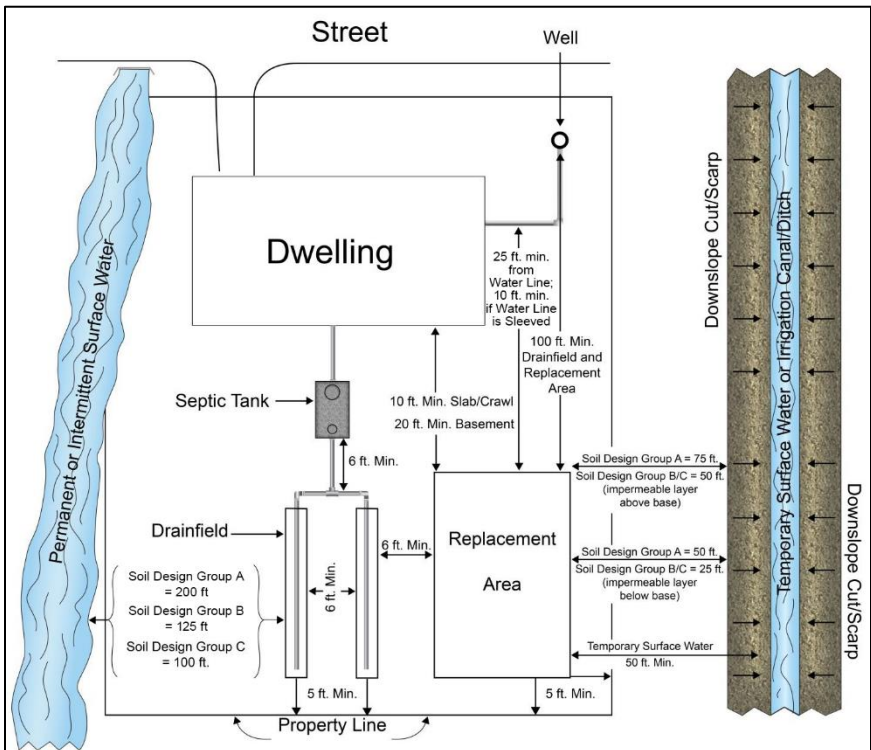 Street
Well
Permanent or Intermittent Surface Water
Dwelling
25 ft. min.
from
Water Line;
10 ft. min.
if Water Line
is Sleeved
100 ft. Min.
Drainfield and
Replacement
Area
Septic Tank
10 ft. Min. Slab/Crawl
20 ft. Min. Basement
6 ft. Min.
Drainfield
6 ft. Min.
6 ft. Min.
Replacement
Area
Soil Design Group A
= 200 ft
Soil Design Group B
= 125 ft
Soil Design Group C
= 100 ft.
5 ft. Min.
5 ft. Min.
Property Line
Soil Design Group A = 75 ft.
Soil Design Group B/C = 50 ft.
(impermeable layer
above base)
Soil Design Group A = 50 ft.
Soil Design Group B/C = 25 ft.
(impermeable layer
below base)
Temporary Surface Water
50 ft. Min.
Downslope Cut/Scarp
Temporary Surface Water or Irrigation Canal/Ditch
Downslope Cut/Scarp